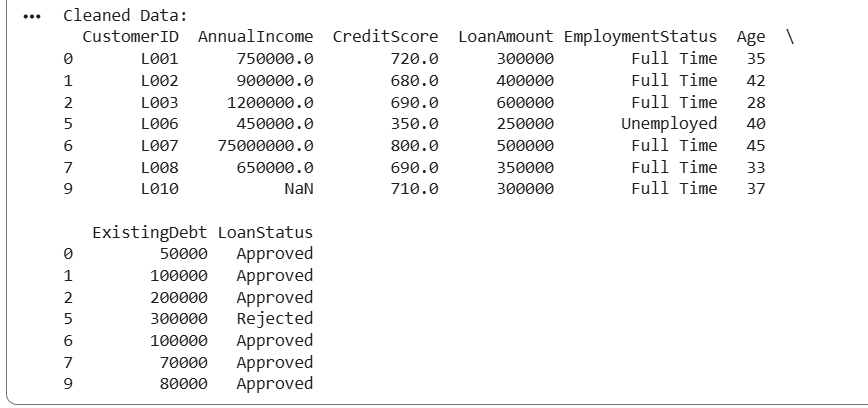 Cleaned Data:
CustomerID AnnualIncome CreditScore LoanAmount EmploymentStatus Age \
0 L001 750000.0 720.0 300000 Full Time 35
1 L002 900000.0 680.0 400000 Full Time 42
2 L003 1200000.0 690.0 600000 Full Time 28
5 L006 450000.0 350.0 250000 Unemployed 40
6 L007 75000000.0 800.0 500000 Full Time 45
7 L008 650000.0 690.0 350000 Full Time 33
9 L010 NaN 710.0 300000 Full Time 37
ExistingDebt LoanStatus
0 50000 Approved
1 100000 Approved
2 200000 Approved
5 300000 Rejected
6 100000 Approved
7 70000 Approved
9 80000 Approved